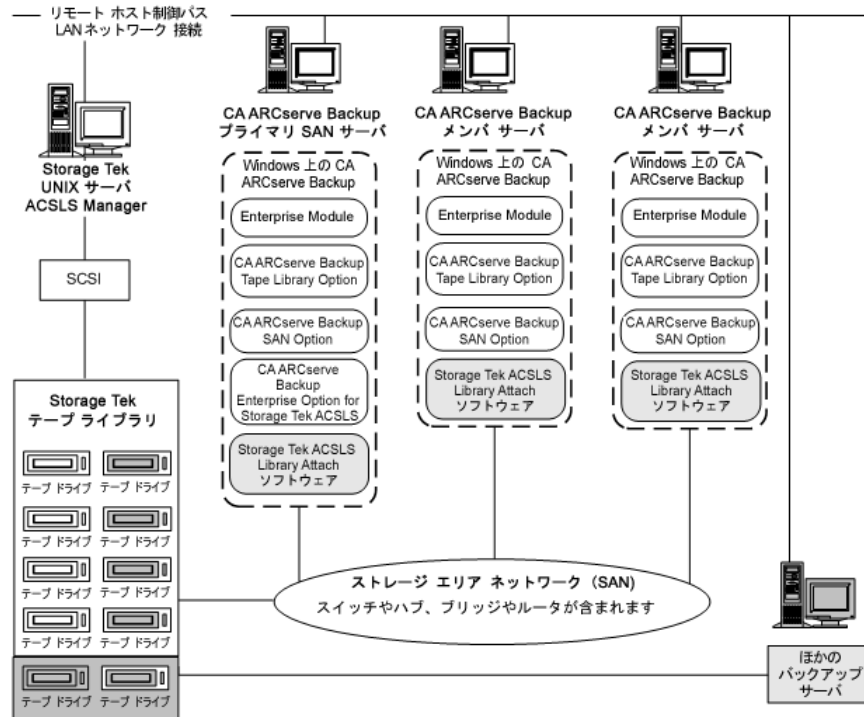 リモート ホスト制御パス
LAN ネットワーク 接続
Storage Tek
UNIX サーバ
ACSLS Manager
SCSI
CA ARCserve Backup
プライマリ SAN サーバ
Windows 上の CA
ARCserve Backup
Enterprise Module
CA ARCserve Backup
Tape Library Option
CA ARCserve Backup
SAN Option
CA ARCserve
Backup
Enterprise Option for
Storage Tek ACSLS
Storage Tek ACSLS
Library Attach
ソフトウェア
CA ARCserve Backup
メンバ サーバ
Windows 上の CA
ARCserve Backup
Enterprise Module
CA ARCserve Backup
Tape Library Option
CA ARCserve Backup
SAN Option
Storage Tek ACSLS
Library Attach
ソフトウェア
CA ARCserve Backup
メンバ サーバ
Windows 上の CA
ARCserve Backup
Enterprise Module
CA ARCserve Backup
Tape Library Option
CA ARCserve Backup
SAN Option
Storage Tek ACSLS
Library Attach
ソフトウェア
Storage Tek
テープ ライブラリ
テープ ドライブ テープ ドライブ
テープ ドライブ テープ ドライブ
テープ ドライブ テープ ドライブ
テープ ドライブ テープ ドライブ
テープ ドライブ テープ ドライブ
ストレージ エリア ネットワーク (SAN)
スイッチやハブ、ブリッジやルータが含まれます
ほかの
バックアップ
サーバ